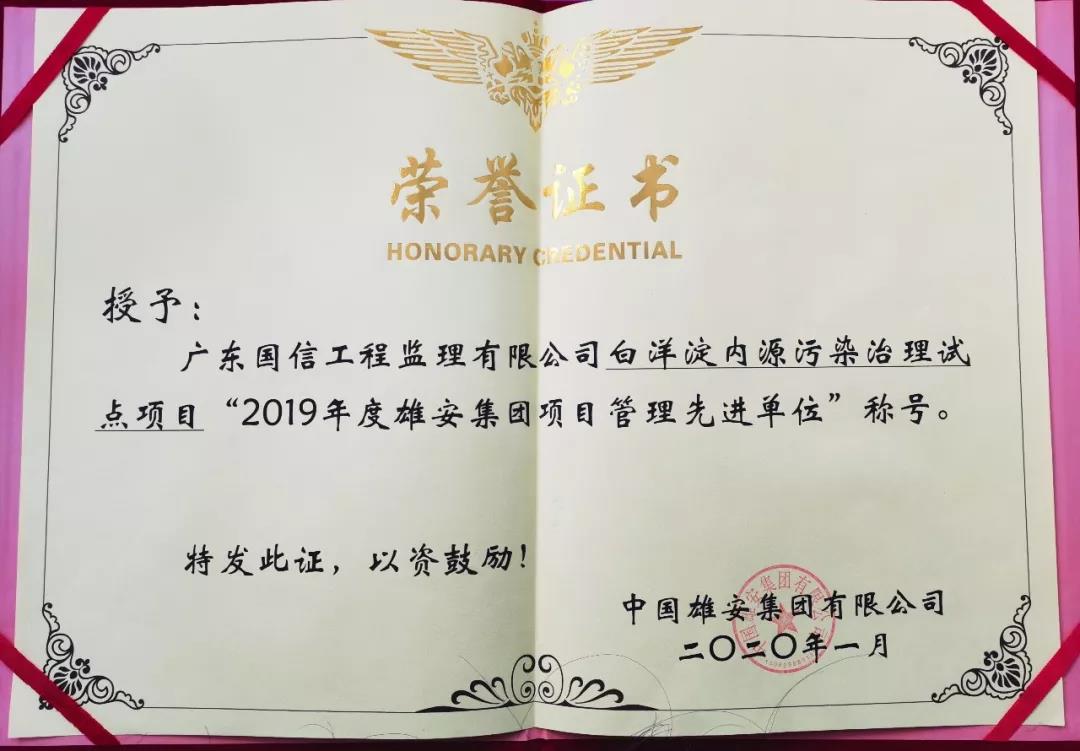 荣誉证书
HONORARY CREDENTIAL
授予：
广东国信工程监理有限公司白洋淀内源污染治理试
点项目“2019年度雄安集团项目管理先进单位”称号。
特发此证，以资鼓励！
中国雄安集团有限公司
二〇二〇年一月